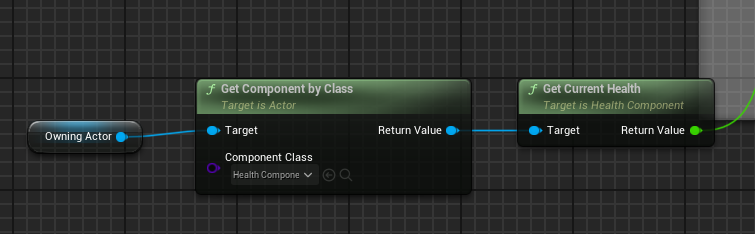 Get Component by Class
Target is Actor
Get Current Health
Target is Health Component
Owning Actor
Target
Return Value
Target
Return Value
Component Class
Health Compone